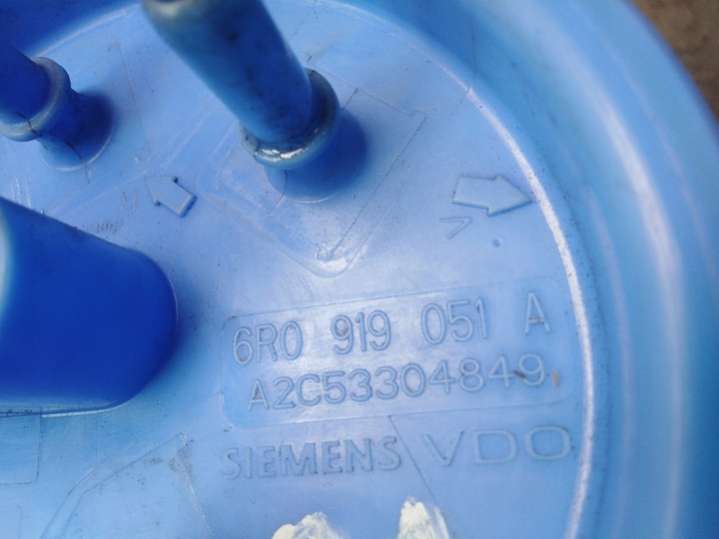 6R0 919 051 A
A2C53304849
SIEMENS VDO